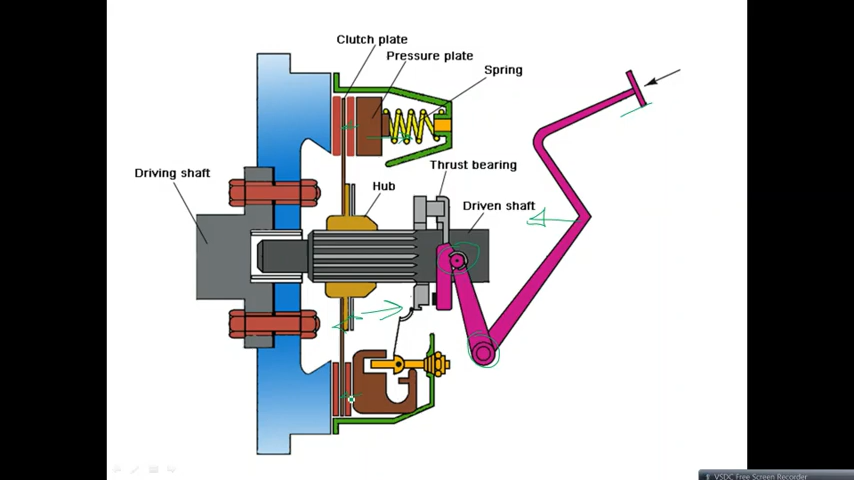 Clutch plate
Pressure plate
Spring
Thrust bearing
Driving shaft
Hub
Driven shaft
VSDC Free Screen Recorder